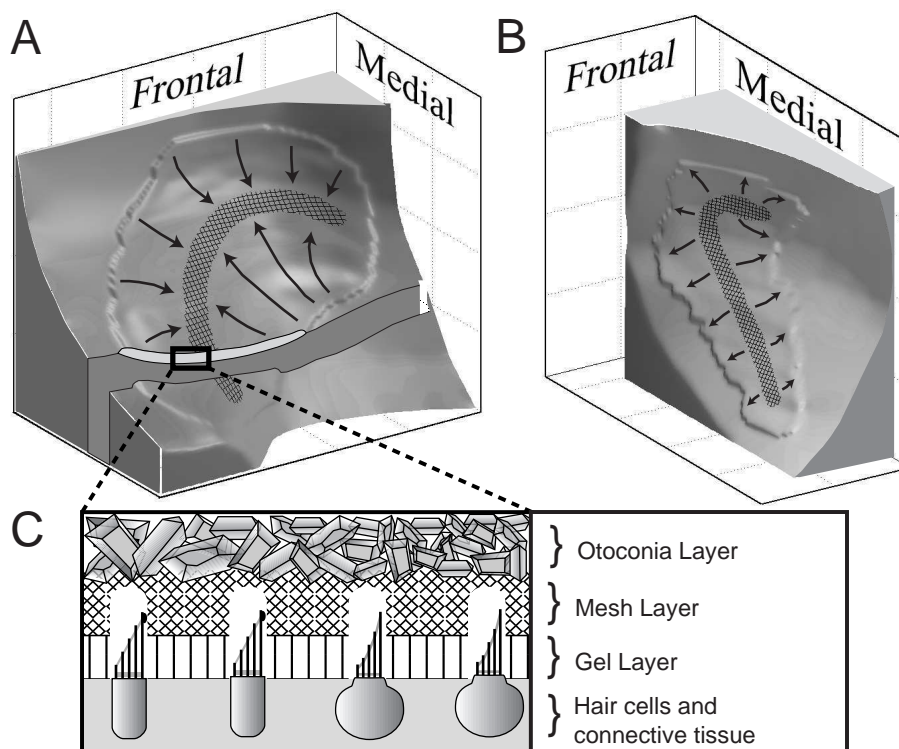 A
Frontal
Medial
B
Frontal
Medial
C
Otoconia Layer
Mesh Layer
Gel Layer
Hair cells and
connective tissue